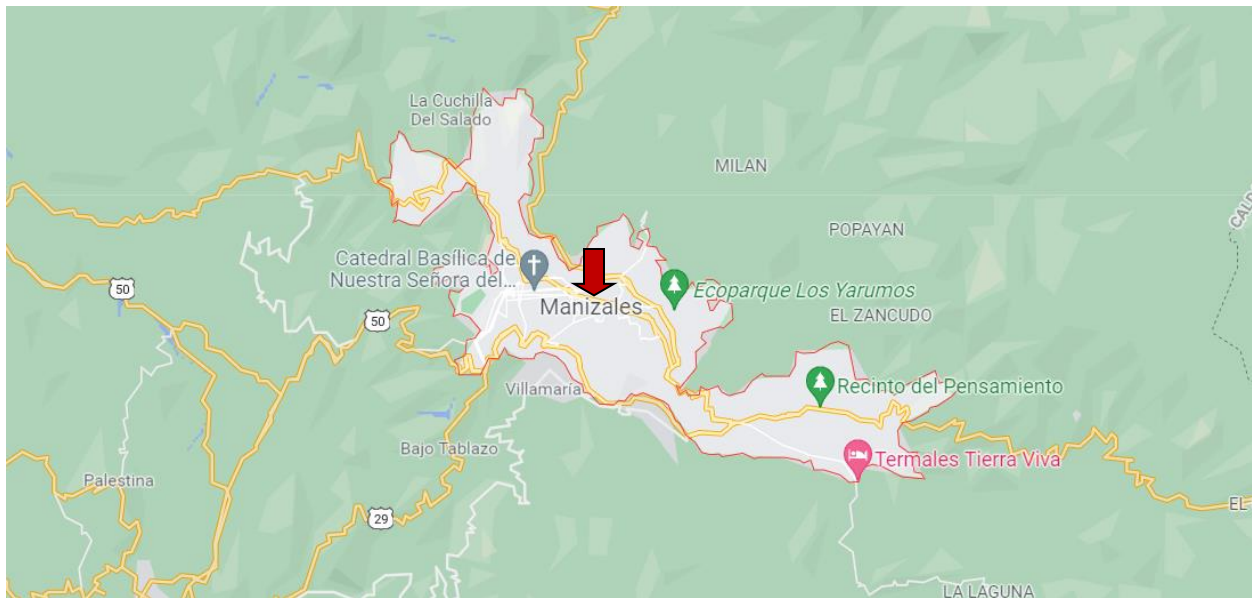 La Cuchilla
Del Salado
MILAN
POPAYAN
Catedral Basílica de
Nuestra Señora del...
50
Ecoparque Los Yarumos
Manizales
EL ZANCUDO
50
Villamaría
Recinto del Pensamiento
Bajo Tablazo
Termales Tierra Viva
Palestina
EL
29
LA LAGUNA